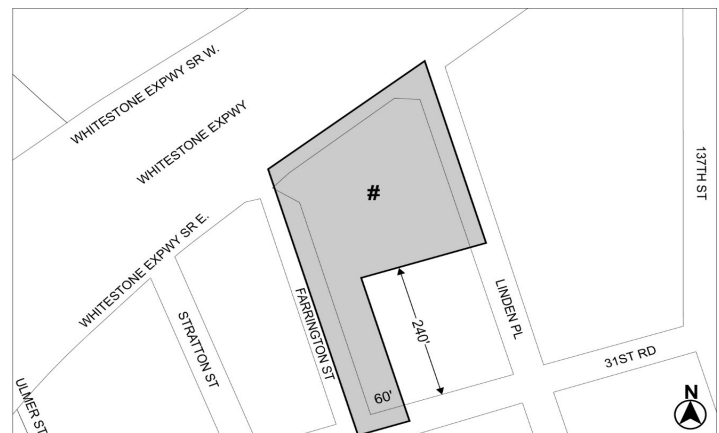 WHITESTONE EXPWY SR W.
WHITESTONE EXPWY
WHITESTONE EXPWY SR E.
#
137TH ST
FARRINGTON ST
LINDEN PL
STRATTON ST
240'
31ST RD
ULMER ST
60'
N